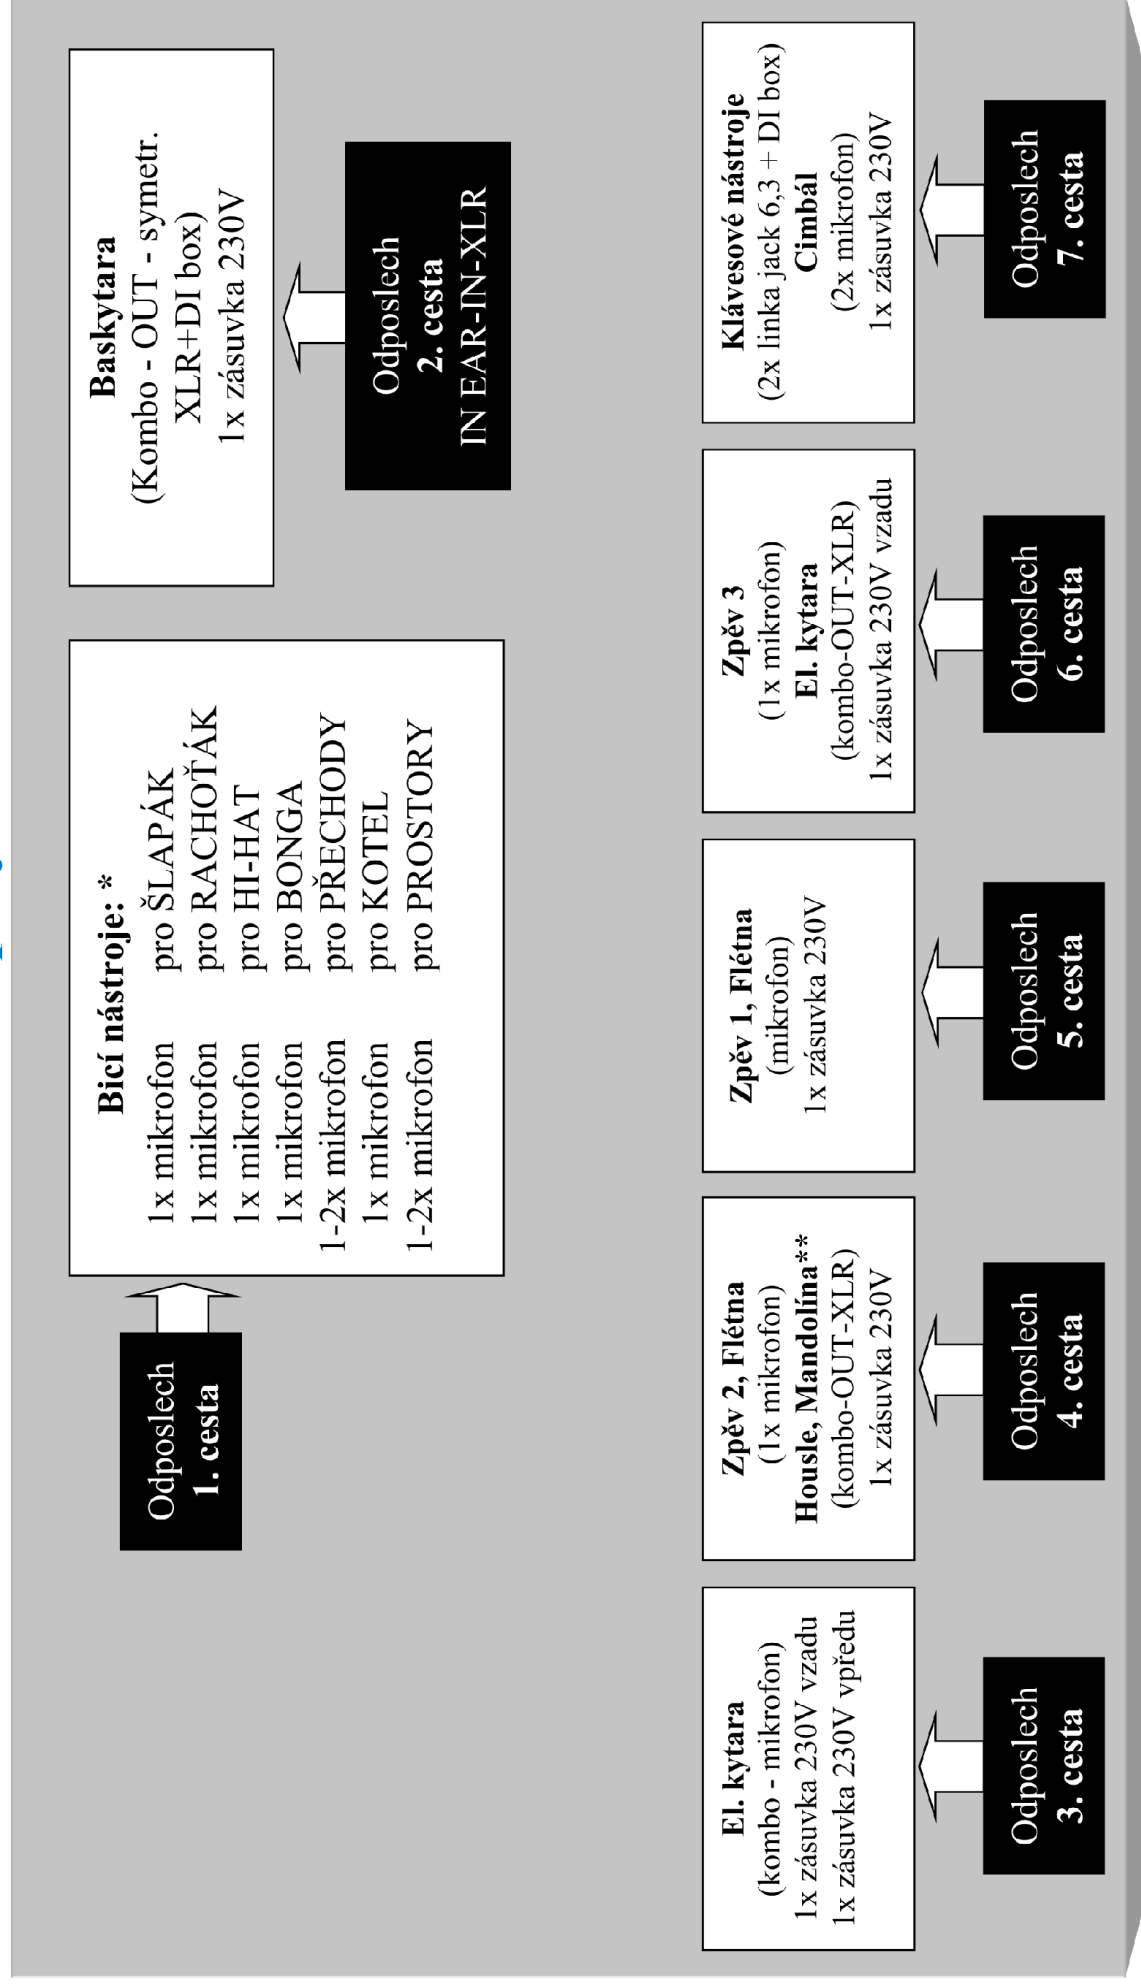 Odposlech
1. cesta
Bicí nástroje: *
1x mikrofon pro ŠLAPÁK
1x mikrofon pro RACHOŤÁK
1x mikrofon pro HI-HAT
1x mikrofon pro BONGA
1-2x mikrofon pro PŘECHODY
1x mikrofon pro KOTEL
1-2x mikrofon pro PROSTORY
Baskytara
(Kombo - OUT - symetr.
XLR+DI box)
1x zásuvka 230V
Odposlech
2. cesta
IN EAR-IN-XLR
El. kytara
(kombo - mikrofon)
1x zásuvka 230V vzadu
1x zásuvka 230V vpředu
Odposlech
3. cesta
Zpěv 2, Flétna
(1x mikrofon)
Housle, Mandolína**
(kombo-OUT-XLR)
1x zásuvka 230V
Odposlech
4. cesta
Zpěv 1, Flétna
(mikrofon)
1x zásuvka 230V
Odposlech
5. cesta
Zpěv 3
(1x mikrofon)
El. kytara
(kombo-OUT-XLR)
1x zásuvka 230V vzadu
Odposlech
6. cesta
Klávesové nástroje
(2x linka jack 6,3 + DI box)
Cimbál
(2x mikrofon)
1x zásuvka 230V
Odposlech
7. cesta